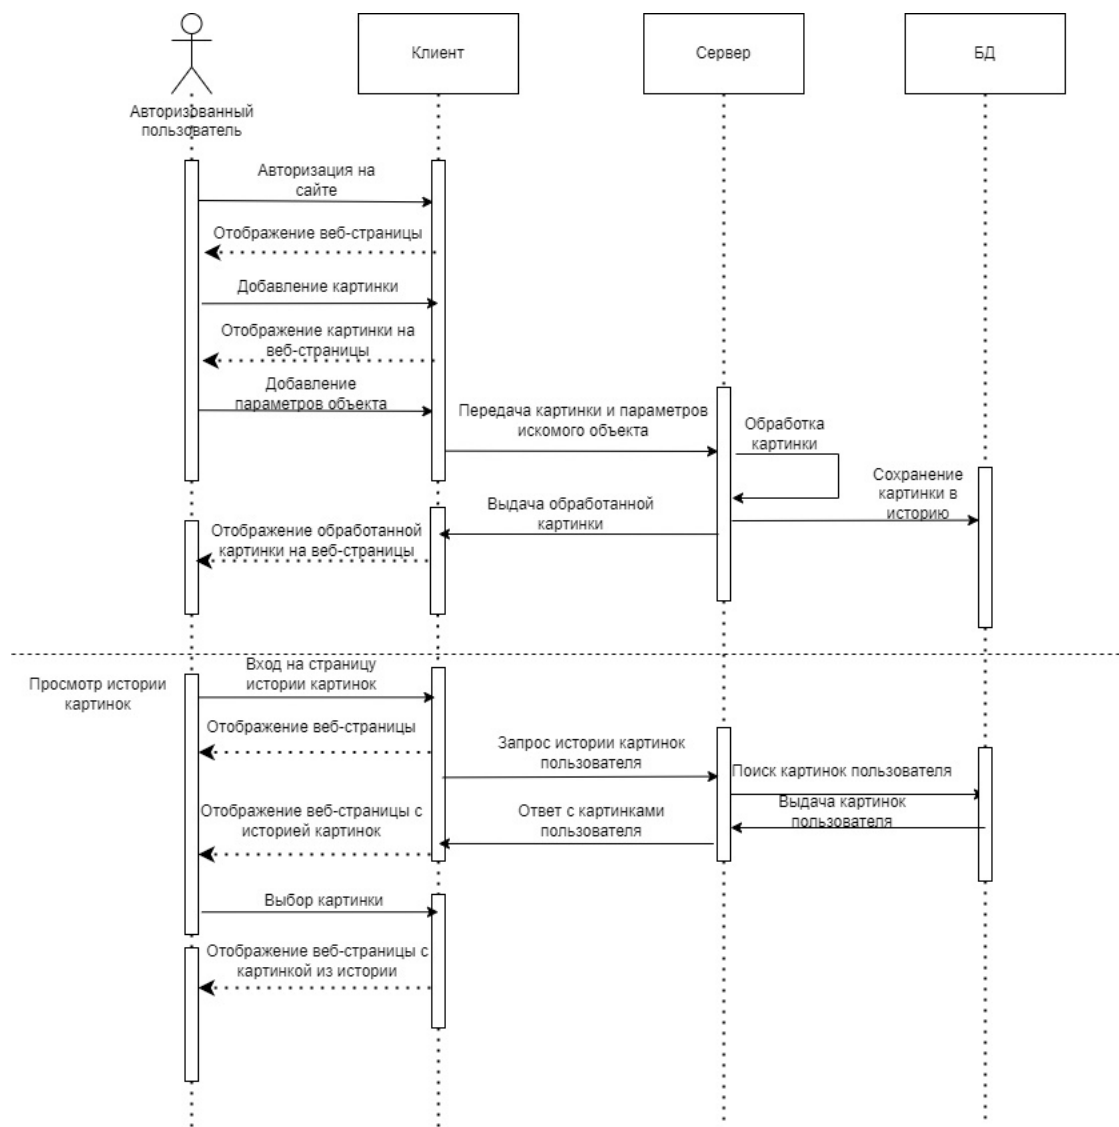 Клиент
Сервер
БД
Авторизованный
пользователь
Авторизация на
сайте
Отображение веб-страницы
Добавление картинки
Отображение картинки на
веб-страницы
Добавление
параметров объекта
Передача картинки и параметров
искомого объекта
Обработка
картинки
Сохранение
картинки в
историю
Выдача обработанной
картинки
Отображение обработанной
картинки на веб-страницы
Просмотр истории
картинок
Вход на страницу
истории картинок
Отображение веб-страницы
Запрос истории картинок
пользователя
Поиск картинок пользователя
Выдача картинок
пользователя
Ответ с картинками
пользователя
Отображение веб-страницы с
историей картинок
Выбор картинки
Отображение веб-страницы с
картинкой из истории